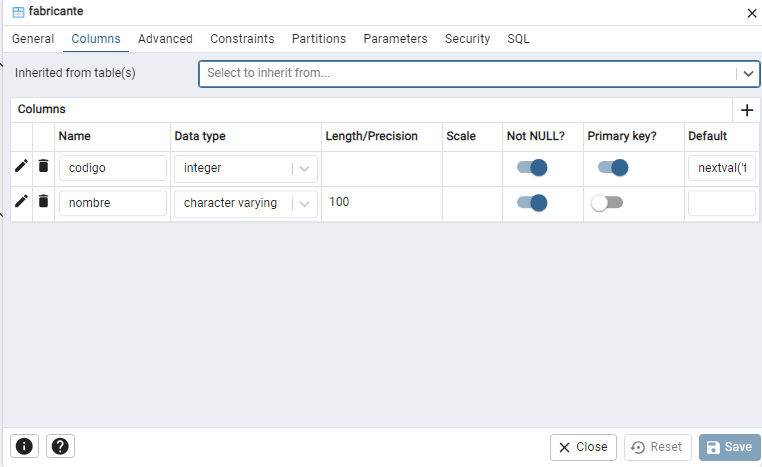 fabricante
General Columns Advanced Constraints Partitions Parameters Security SQL
Inherited from table(s) Select to inherit from...
Columns
Name Data type Length/Precision Scale Not NULL? Primary key? Default
codigo integer nextval('f
nombre character varying 100
Close Reset Save